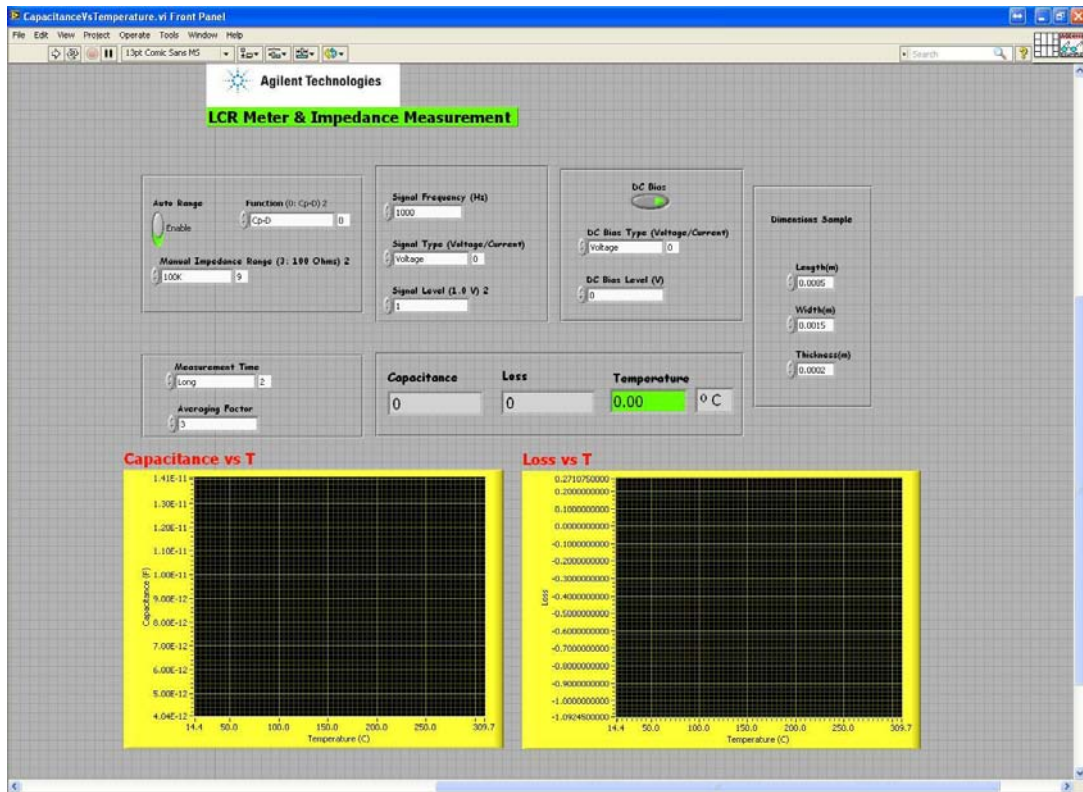 CapacitanceVsTemperature.vi Front Panel
File Edit View Project Operate Tools Window Help
13pt Comic Sans MS
Search
Agilent Technologies
LCR Meter & Impedance Measurement
Auto Range
Enable
Function (0: Cp-D) 2
Cp-D 0
Manual Impedance Range (3: 100 Ohms) 2
100K 9
Signal Frequency (Hz)
1000
Signal Type (Voltage/Current)
Voltage 0
Signal Level (1.0 V) 2
1
DC Bias
DC Bias Type (Voltage/Current)
Voltage 0
DC Bias Level (V)
0
Dimensions Sample
Length(m)
0.0085
Width(m)
0.0015
Thickness(m)
0.0002
Measurement Time
Long 2
Averaging Factor
3
Capacitance Loss Temperature
0 0 0.00 º C
Capacitance vs T
1.41E-11
1.30E-11
1.20E-11
1.10E-11
1.00E-11
9.00E-12
8.00E-12
7.00E-12
6.00E-12
5.00E-12
4.04E-12
Capacitance (F)
14.4 50.0 100.0 150.0 200.0 250.0 309.7
Temperature (C)
Loss vs T
0.2710750000
0.2000000000
0.1000000000
0.0000000000
-0.1000000000
-0.2000000000
-0.3000000000
-0.4000000000
-0.5000000000
-0.6000000000
-0.7000000000
-0.8000000000
-0.9000000000
-1.0000000000
-1.0924500000
Loss
14.4 50.0 100.0 150.0 200.0 250.0 309.7
Temperature (C)